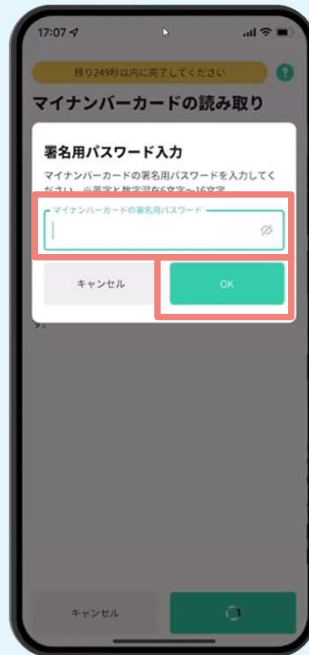 17:07
残り249秒以内に完了してください
?
マイナンバーカードの読み取り
署名用パスワード入力
マイナンバーカードの署名用パスワードを入力してく
ださい ※英字と数字混在6文字〜16文字
マイナンバーカードの署名用パスワード
キャンセル
OK
す。
キャンセル